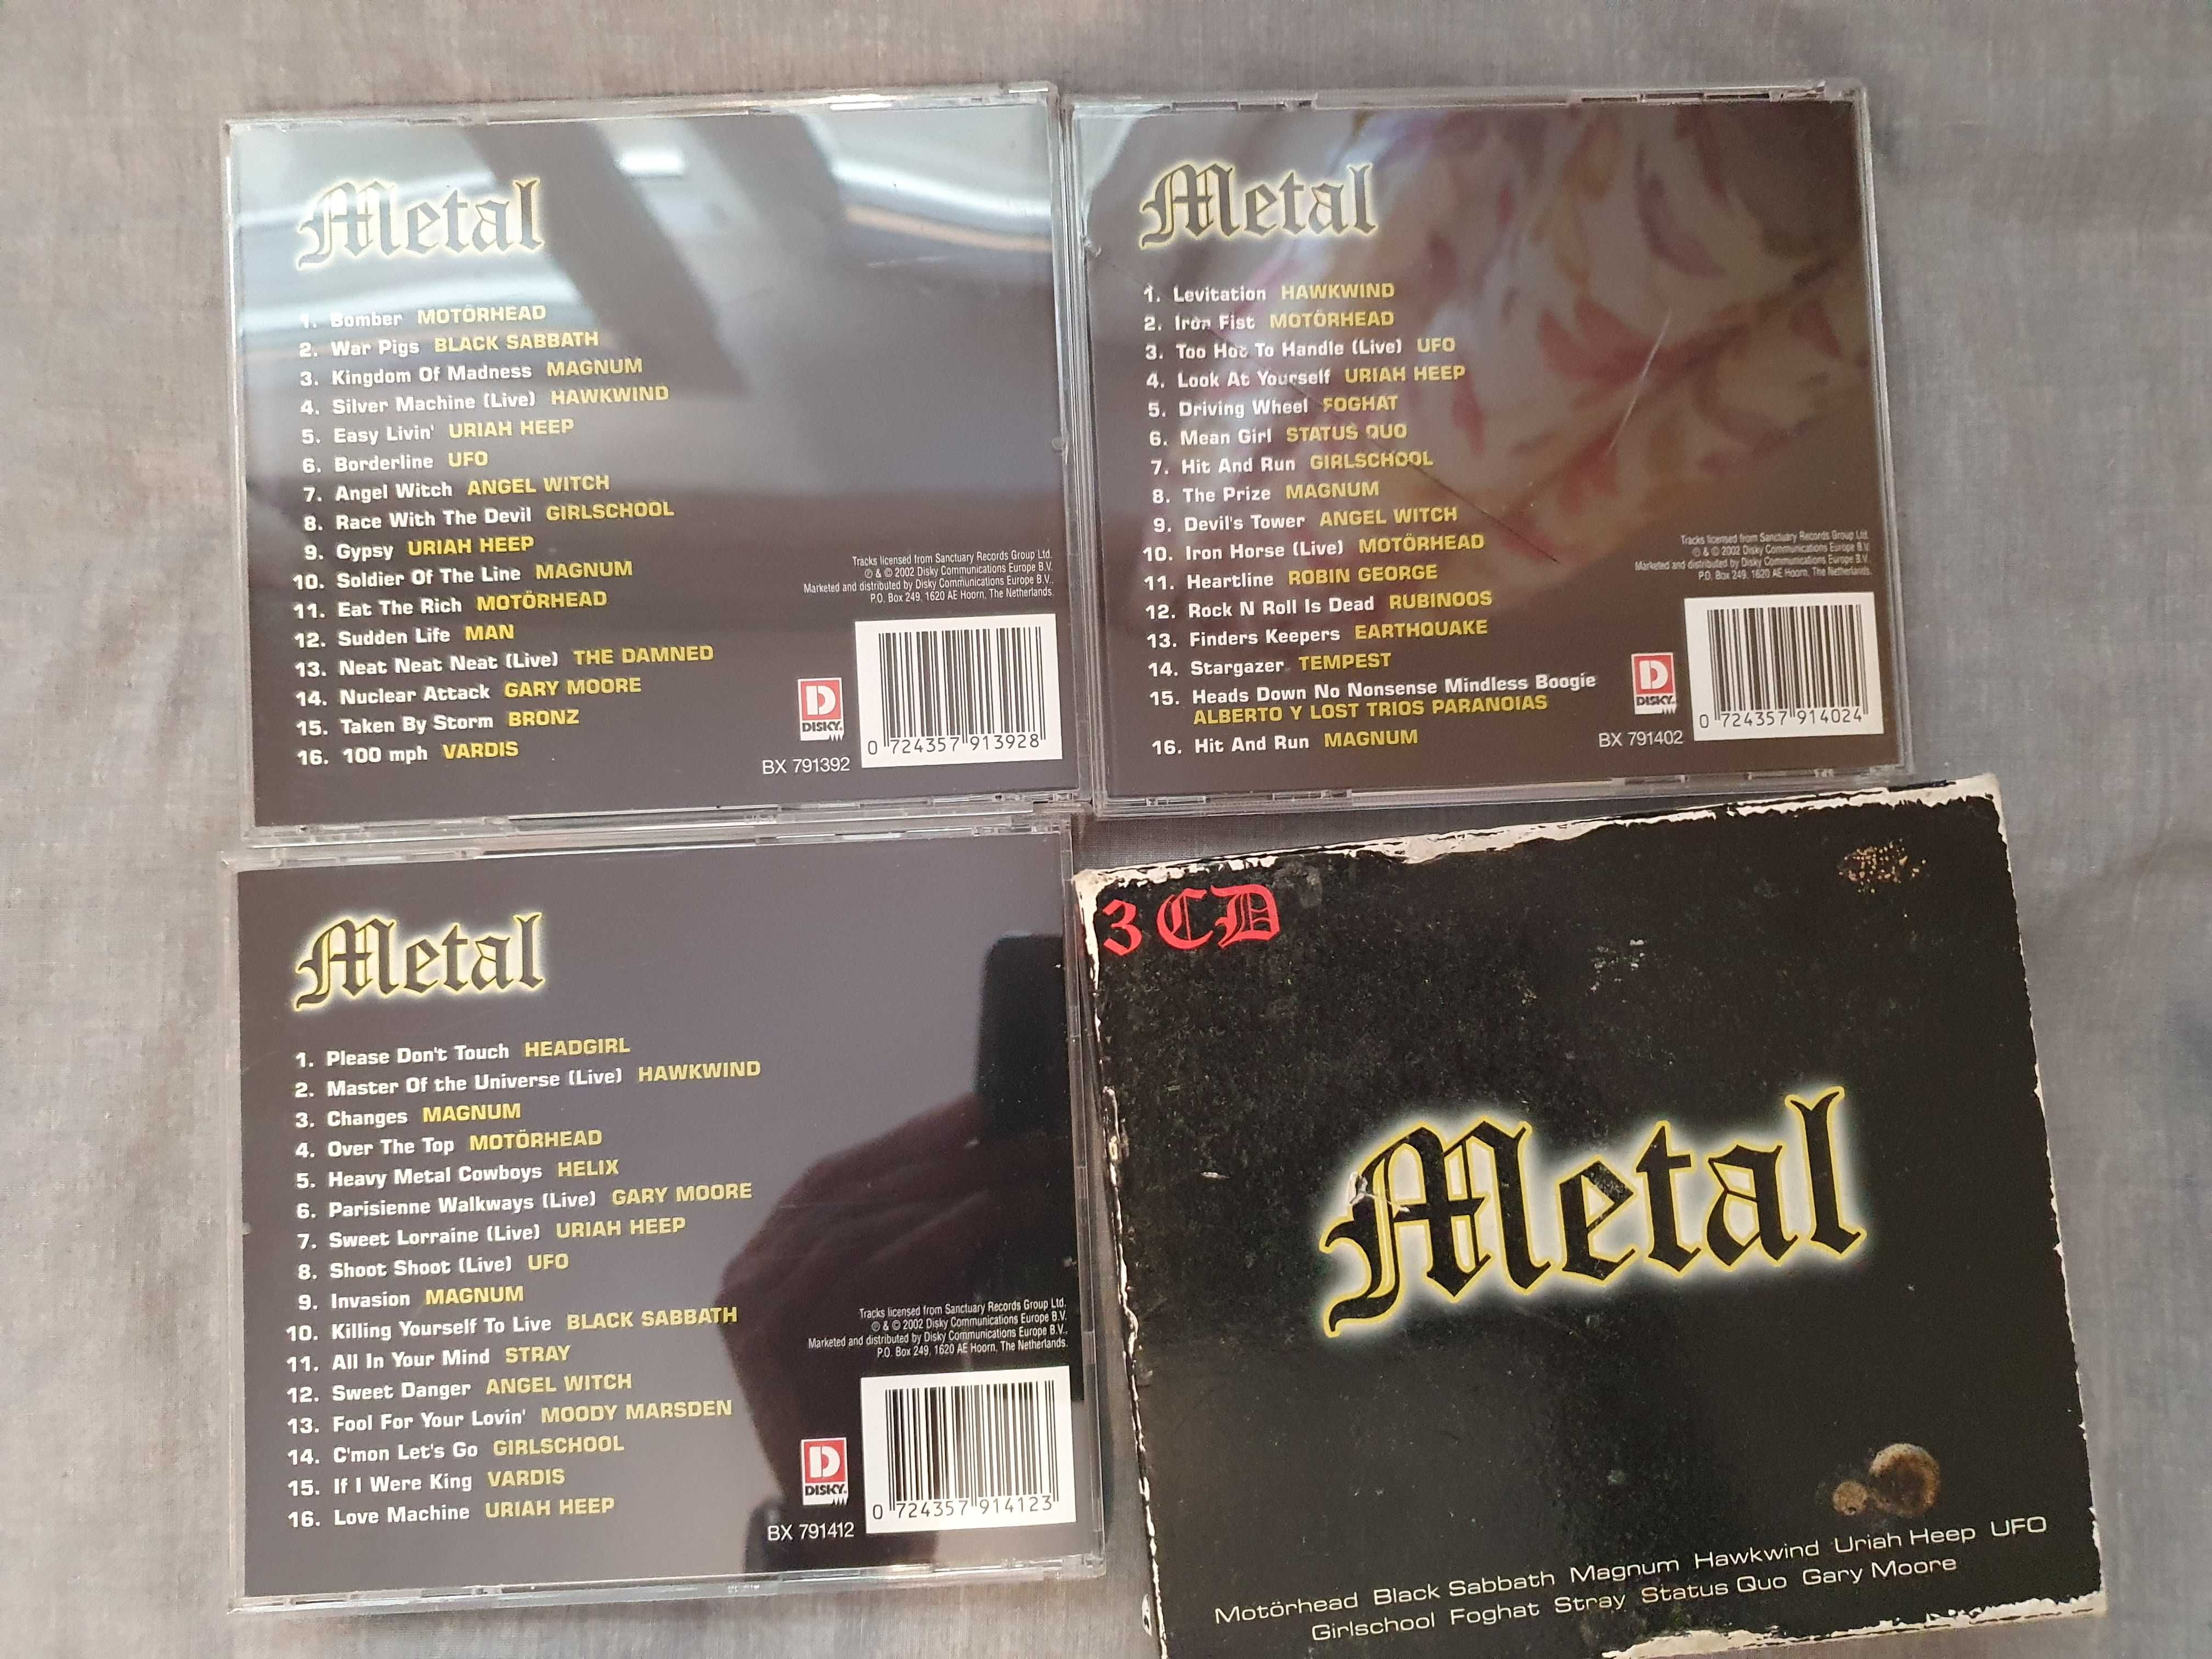 Metal
1. Bomber MOTÖRHEAD
2. War Pigs BLACK SABBATH
3. Kingdom Of Madness MAGNUM
4. Silver Machine (Live) HAWKWIND
5. Easy Livin' URIAH HEEP
6. Borderline UFO
7. Angel Witch ANGEL WITCH
8. Race With The Devil GIRLSCHOOL
9. Gypsy URIAH HEEP
10. Soldier Of The Line MAGNUM
11. Eat The Rich MOTÖRHEAD
12. Sudden Life MAN
13. Neat Neat Neat (Live) THE DAMNED
14. Nuclear Attack GARY MOORE
15. Taken By Storm BRONZ
16. 100 mph VARDIS
Tracks licensed from Sanctuary Records Group Ltd.
℗ & © 2002 Disky Communications Europe B.V.
Marketed and distributed by Disky Communications Europe B.V.,
P.O. Box 249, 1620 AE Hoorn, The Netherlands.
D
DISKY.
BX 791392
0 724357 913928
Metal
1. Levitation HAWKWIND
2. Iron Fist MOTÖRHEAD
3. Too Hot To Handle (Live) UFO
4. Look At Yourself URIAH HEEP
5. Driving Wheel FOGHAT
6. Mean Girl STATUS QUO
7. Hit And Run GIRLSCHOOL
8. The Prize MAGNUM
9. Devil's Tower ANGEL WITCH
10. Iron Horse (Live) MOTÖRHEAD
11. Heartline ROBIN GEORGE
12. Rock N Roll Is Dead RUBINOOS
13. Finders Keepers EARTHQUAKE
14. Stargazer TEMPEST
15. Heads Down No Nonsense Mindless Boogie
ALBERTO Y LOST TRIOS PARANOIAS
16. Hit And Run MAGNUM
Tracks licensed from Sanctuary Records Group Ltd.
℗ & © 2002 Disky Communications Europe B.V.
Marketed and distributed by Disky Communications Europe B.V.,
P.O. Box 249, 1620 AE Hoorn, The Netherlands.
D
DISKY.
BX 791402
0 724357 914024
Metal
1. Please Don't Touch HEADGIRL
2. Master Of the Universe (Live) HAWKWIND
3. Changes MAGNUM
4. Over The Top MOTÖRHEAD
5. Heavy Metal Cowboys HELIX
6. Parisienne Walkways (Live) GARY MOORE
7. Sweet Lorraine (Live) URIAH HEEP
8. Shoot Shoot (Live) UFO
9. Invasion MAGNUM
10. Killing Yourself To Live BLACK SABBATH
11. All In Your Mind STRAY
12. Sweet Danger ANGEL WITCH
13. Fool For Your Lovin' MOODY MARSDEN
14. C'mon Let's Go GIRLSCHOOL
15. If I Were King VARDIS
16. Love Machine URIAH HEEP
Tracks licensed from Sanctuary Records Group Ltd.
℗ & © 2002 Disky Communications Europe B.V.
Marketed and distributed by Disky Communications Europe B.V.,
P.O. Box 249, 1620 AE Hoorn, The Netherlands.
D
DISKY.
BX 791412
0 724357 914123
3 CD
Metal
Motörhead Black Sabbath Magnum Hawkwind Uriah Heep UFO
Girlschool Foghat Stray Status Quo Gary Moore